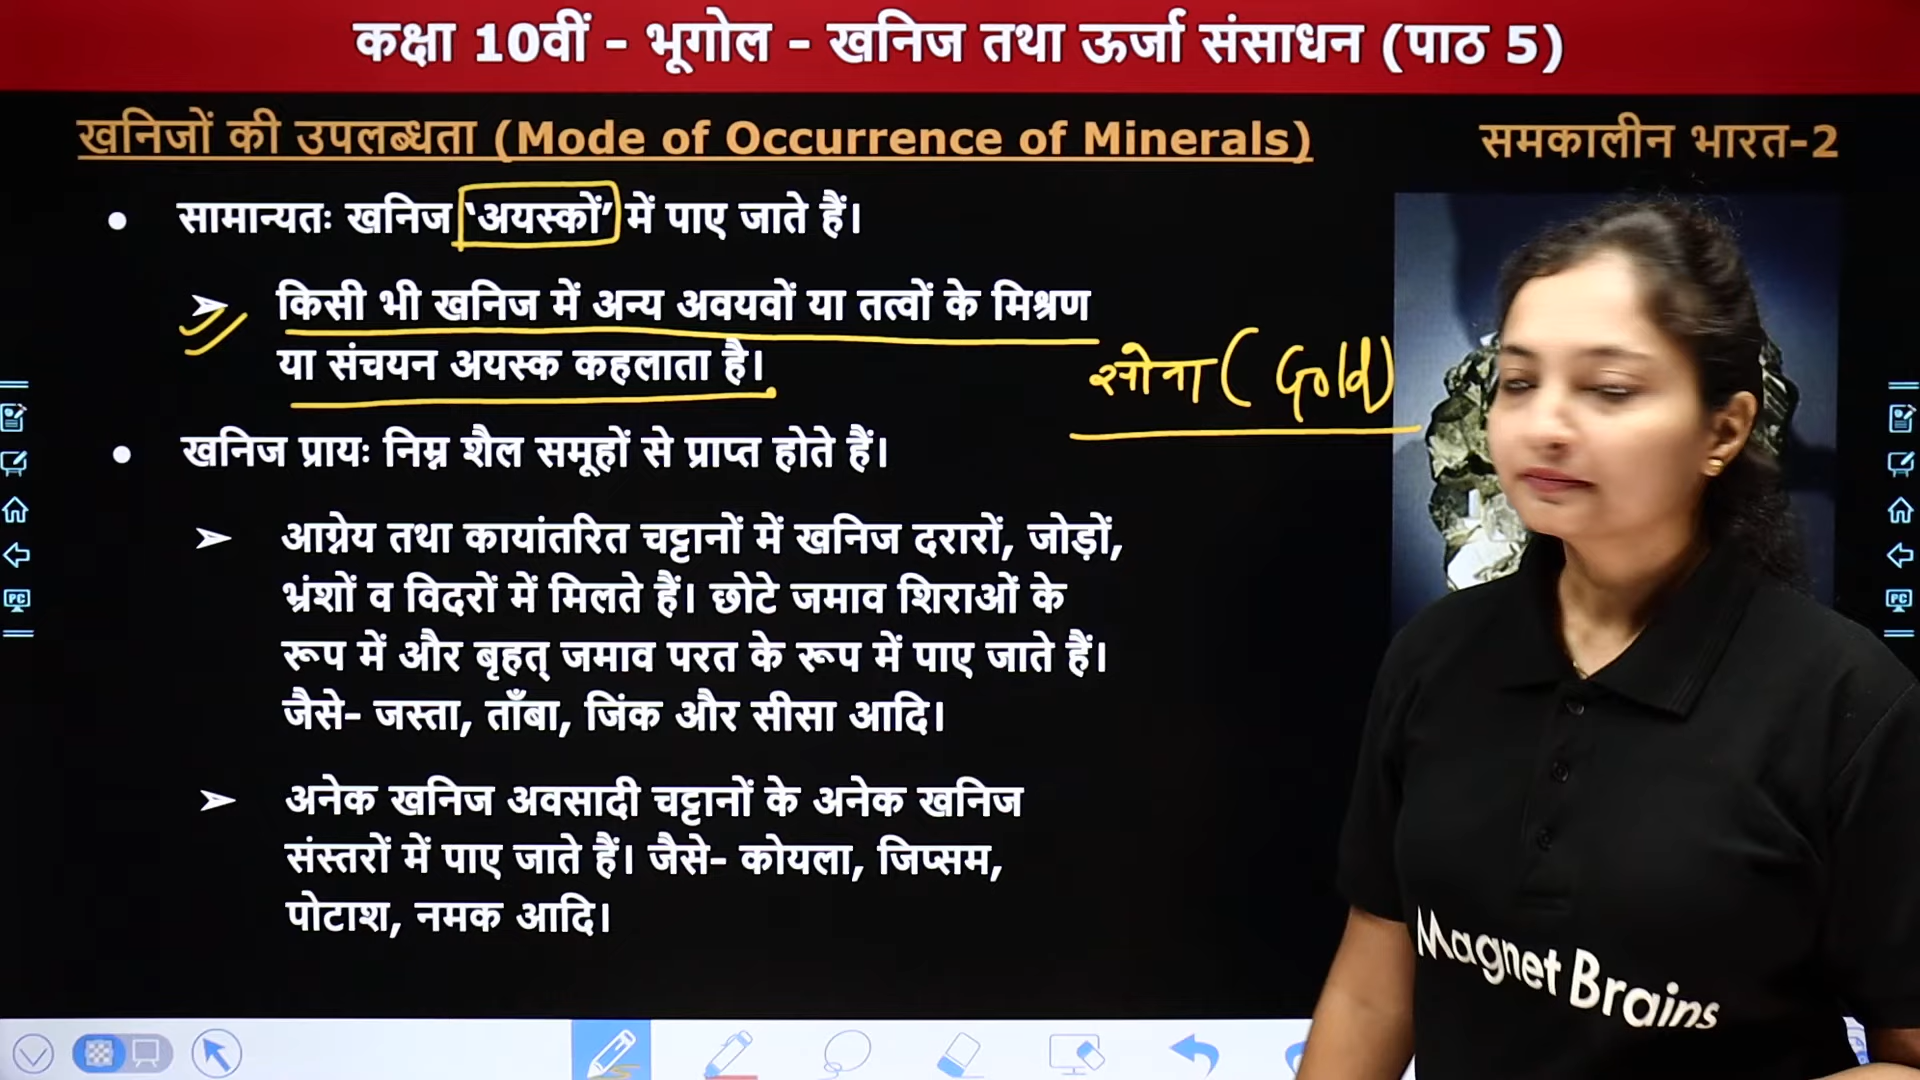 कक्षा 10वीं - भूगोल - खनिज तथा ऊर्जा संसाधन (पाठ 5)
खनिजों की उपलब्धता (Mode of Occurrence of Minerals)
समकालीन भारत-2
● सामान्यतः खनिज ‘अयस्कों’ में पाए जाते हैं।
➢ किसी भी खनिज में अन्य अवयवों या तत्वों के मिश्रण
या संचयन अयस्क कहलाता है।
सोना ( Gold)
● खनिज प्रायः निम्न शैल समूहों से प्राप्त होते हैं।
➢ आग्नेय तथा कायांतरित चट्टानों में खनिज दरारों, जोड़ों,
भ्रंशों व विदरों में मिलते हैं। छोटे जमाव शिराओं के
रूप में और बृहत् जमाव परत के रूप में पाए जाते हैं।
जैसे- जस्ता, ताँबा, जिंक और सीसा आदि।
➢ अनेक खनिज अवसादी चट्टानों के अनेक खनिज
संस्तरों में पाए जाते हैं। जैसे- कोयला, जिप्सम,
पोटाश, नमक आदि।
Magnet Brains
PC
PC